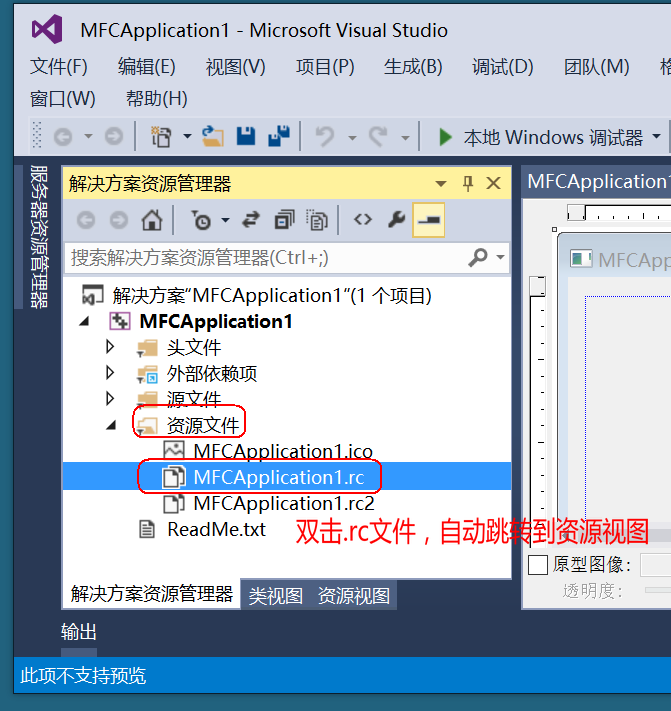 MFCApplication1 - Microsoft Visual Studio
文件(F) 编辑(E) 视图(V) 项目(P) 生成(B) 调试(D) 团队(M)
窗口(W) 帮助(H)
本地 Windows 调试器
服务器资源管理器
解决方案资源管理器
MFCApplication1
搜索解决方案资源管理器(Ctrl+;)
MFCApp
解决方案"MFCApplication1"(1 个项目)
MFCApplication1
头文件
外部依赖项
源文件
资源文件
MFCApplication1.ico
MFCApplication1.rc
MFCApplication1.rc2
ReadMe.txt
双击.rc文件，自动跳转到资源视图
原型图像:
透明度:
解决方案资源管理器 类视图 资源视图
输出
此项不支持预览